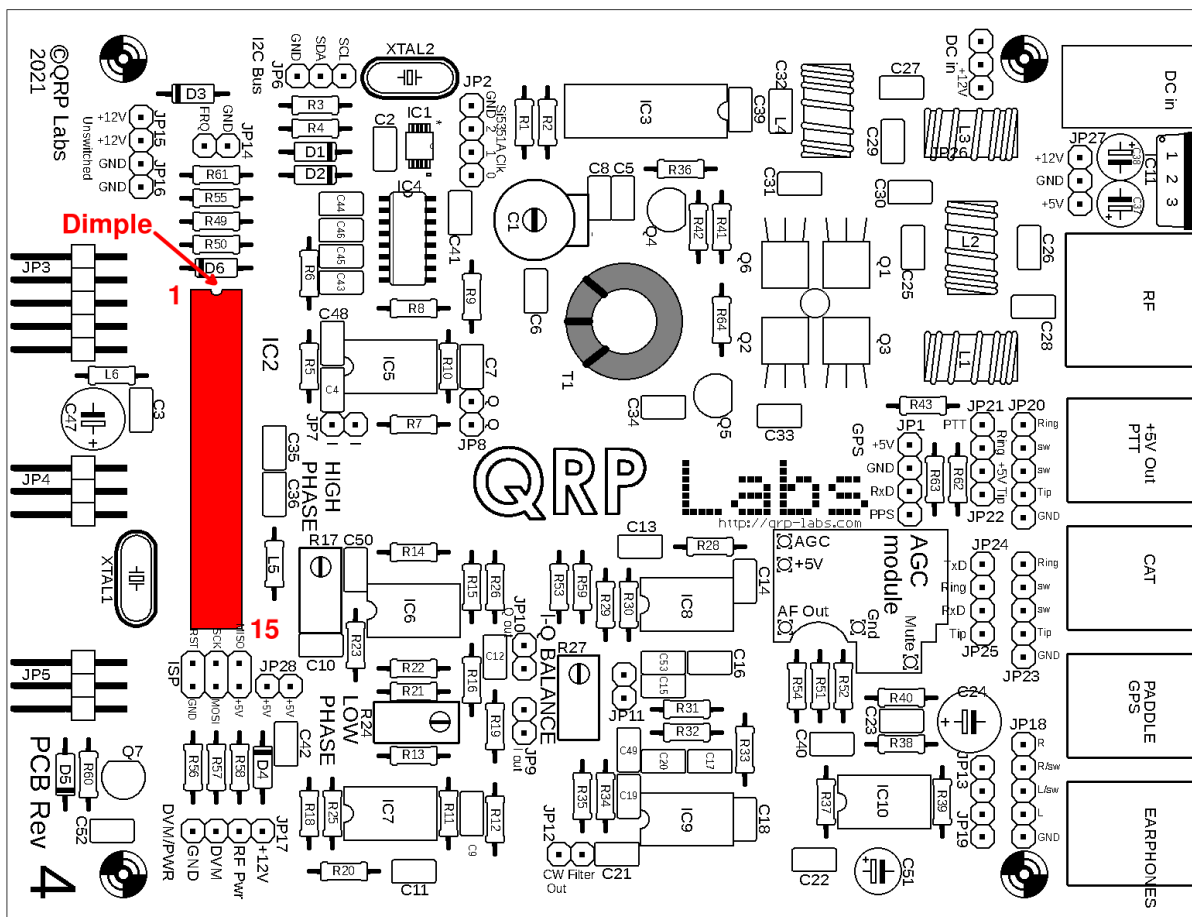 ©QRP Labs
2021
D3
+12V
+12V
GND
GND
Unswitched
JP15
JP16
FRQ
GND
JP14
R61
R55
R49
R50
D6
Dimple
1
15
IC2
I2C Bus
JP6
GND
SDA
SCL
XTAL2
R3
R4
D1
D2
C2
IC1
*
JP2
GND
2
1
0
Si5351A Clk
R1
R2
IC3
C39
C32
L4
C27
C29
L3
JP26
DC in
+12V
DC in
JP27
+12V
GND
+5V
C38
C37
IC11
1
2
3
C44
C46
C45
C43
IC4
C41
R6
R8
R9
C1
C8
C5
R36
Q4
R42
R41
C31
C30
C6
T1
R64
Q6
Q1
Q2
Q3
C25
L2
C26
C28
RF
L1
JP3
L6
C47
C3
C48
R5
C4
IC5
R10
C7
JP7
I
I
R7
Q
Q
JP8
C34
Q5
C33
R43
JP1
GPS
+5V
GND
RxD
PPS
R63
R62
JP21
PTT
Ring
+5V
Tip
JP22
JP20
Ring
sw
sw
Tip
GND
+5V Out
PTT
JP4
C35
C36
HIGH
PHASE
QRP
Labs
http://qrp-labs.com
XTAL1
L5
R17
C50
R14
IC6
R15
R26
R23
C10
R22
R21
R16
C12
JP10
Q out
I-Q BALANCE
R27
R53
R59
R29
R30
C13
R28
IC8
C14
AGC
+5V
AGC
module
AF Out
Gnd
Mute
JP24
TxD
Ring
RxD
Tip
JP25
Ring
sw
sw
Tip
GND
JP23
CAT
JP5
RST
SCK
MISO
ISP
GND
MOSI
+5V
JP28
+5V
+5V
LOW
PHASE
R24
R13
R19
JP9
I out
JP11
C53
C15
C16
R31
R32
C49
C20
C17
R33
R54
R51
R52
R40
C23
R38
C24
C40
JP18
R
R/sw
L/sw
L
GND
PADDLE
GPS
PCB Rev
4
D5
R60
Q7
C52
R56
R57
R58
D4
C42
DVM/PWR
GND
DVM
RF Pwr
+12V
JP17
R18
R25
IC7
R11
C9
R12
R20
C11
R35
R34
C19
IC9
C18
JP12
CW Filter
Out
C21
R37
IC10
R39
C22
C51
JP13
JP19
EARPHONES